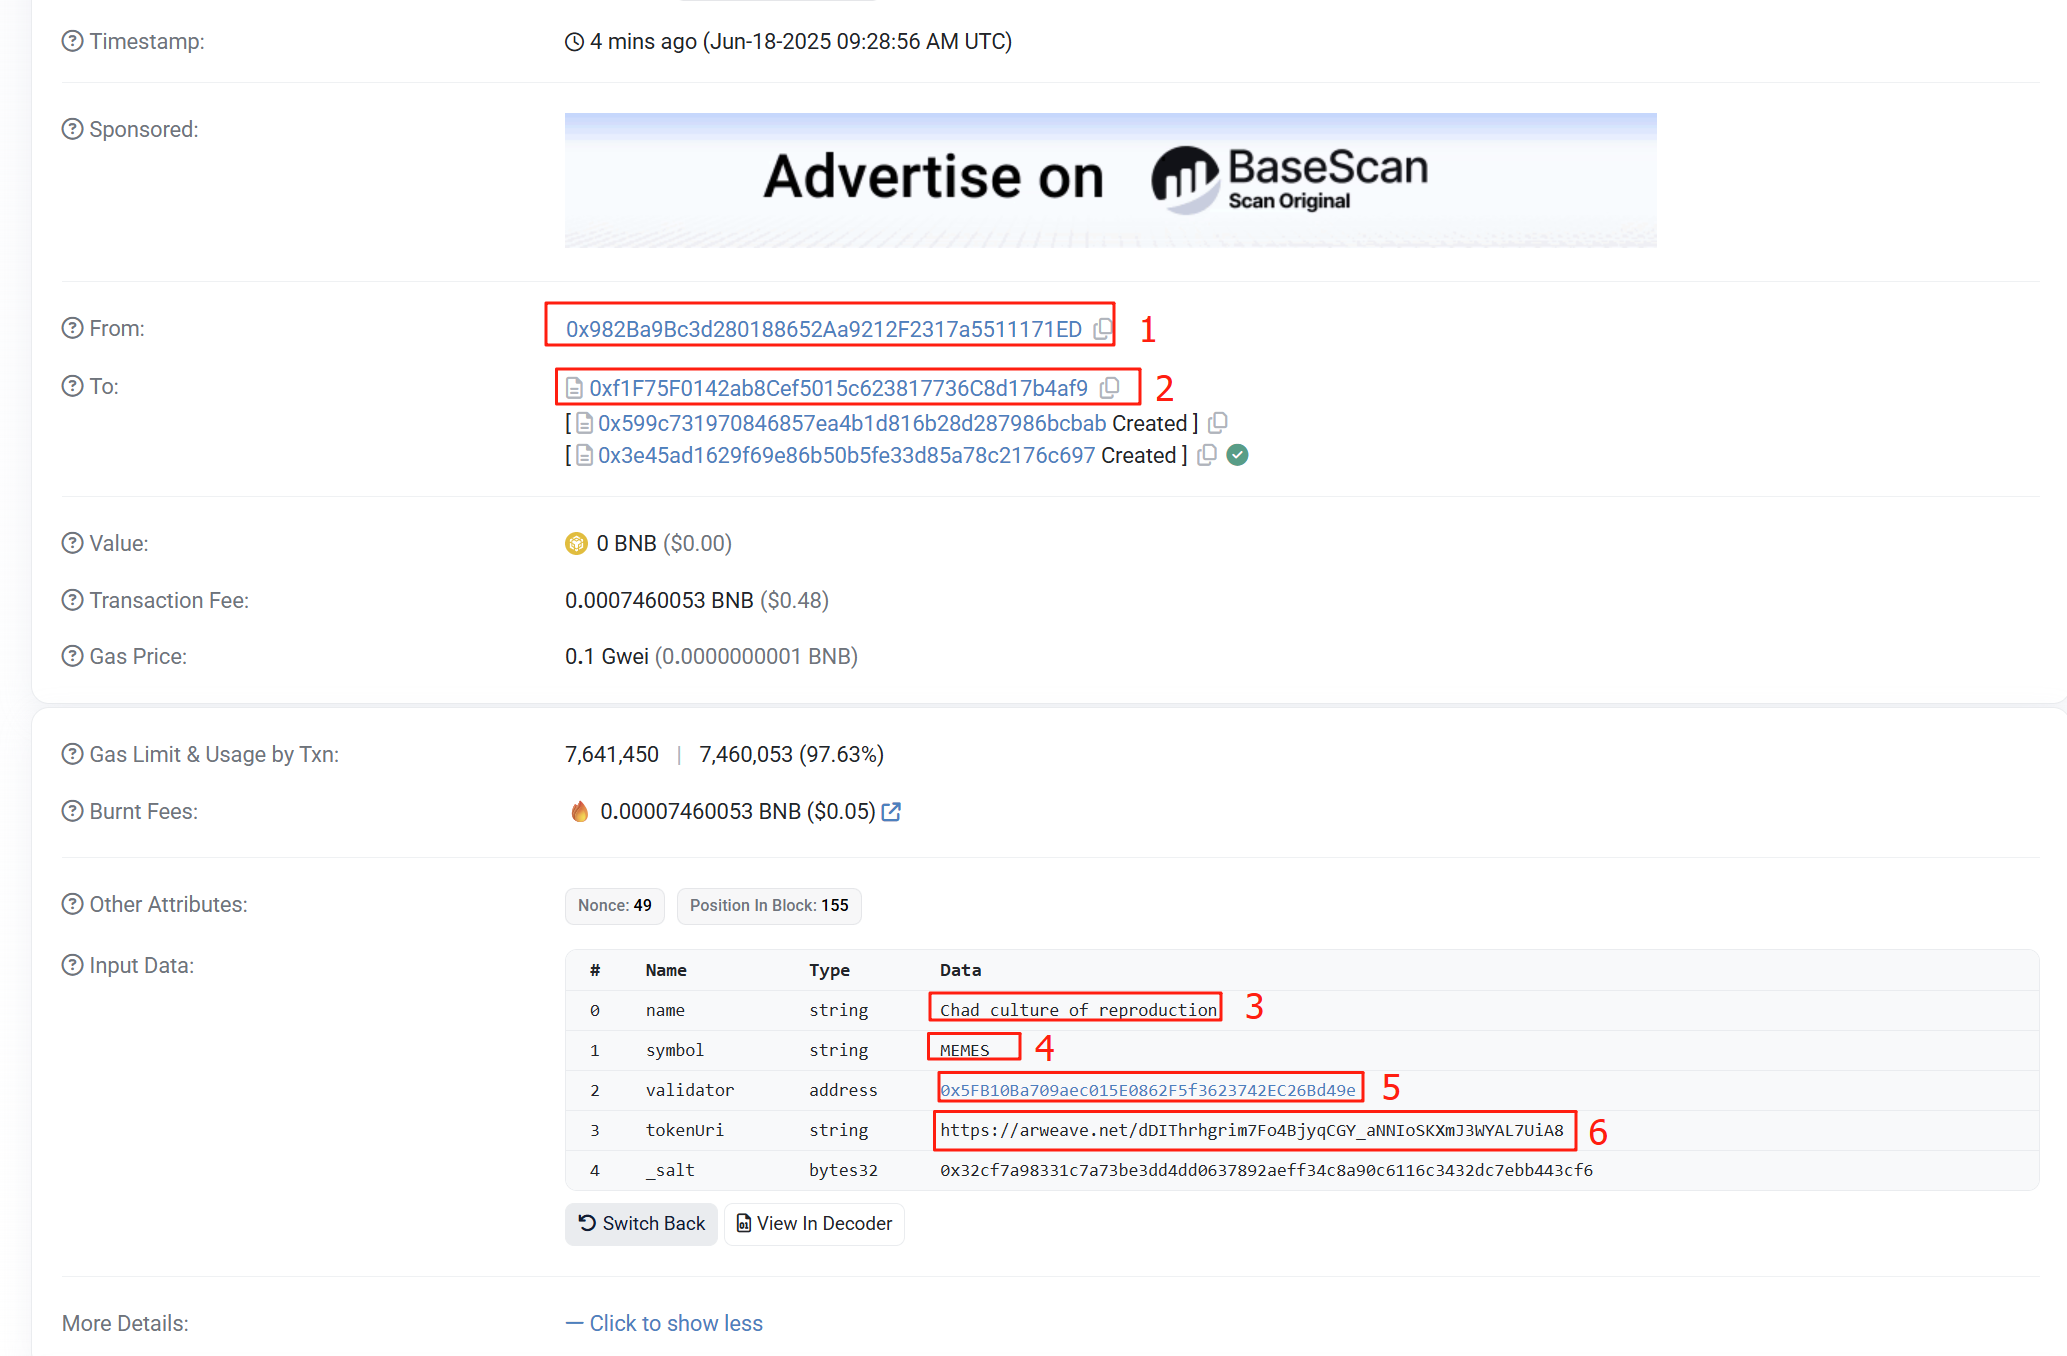 Timestamp: 4 mins ago (Jun-18-2025 09:28:56 AM UTC)
Sponsored:
Advertise on BaseScan
Scan Original
From: 0x982Ba9Bc3d280188652Aa9212F2317a5511171ED 1
To: 0xf1F75F0142ab8Cef5015c623817736C8d17b4af9 2
[ 0x599c731970846857ea4b1d816b28d287986bcbab Created ]
[ 0x3e45ad1629f69e86b50b5fe33d85a78c2176c697 Created ]
Value: 0 BNB ($0.00)
Transaction Fee: 0.0007460053 BNB ($0.48)
Gas Price: 0.1 Gwei (0.0000000001 BNB)
Gas Limit & Usage by Txn: 7,641,450 | 7,460,053 (97.63%)
Burnt Fees: 0.00007460053 BNB ($0.05)
Other Attributes: Nonce: 49 Position In Block: 155
Input Data:
# Name Type Data
0 name string Chad culture of reproduction 3
1 symbol string MEMES 4
2 validator address 0x5FB10Ba709aec015E0862F5f3623742EC26Bd49e 5
3 tokenUri string https://arweave.net/dDIThrhgrim7Fo4BjyqCGY_aNNIoSKXmJ3WYAL7UiA8 6
4 _salt bytes32 0x32cf7a98331c7a73be3dd4dd0637892aeff34c8a90c6116c3432dc7ebb443cf6
Switch Back View In Decoder
More Details: — Click to show less